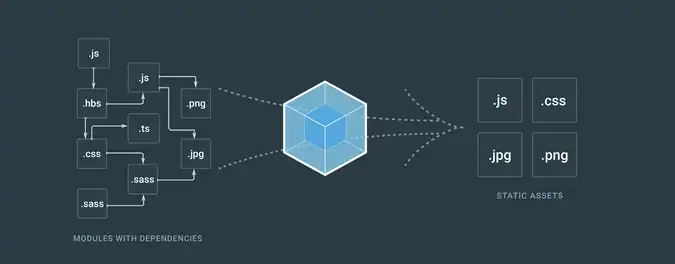 .js
.js
.hbs
.png
.ts
.css
.jpg
.sass
.sass
MODULES WITH DEPENDENCIES
.js
.css
.jpg
.png
STATIC ASSETS